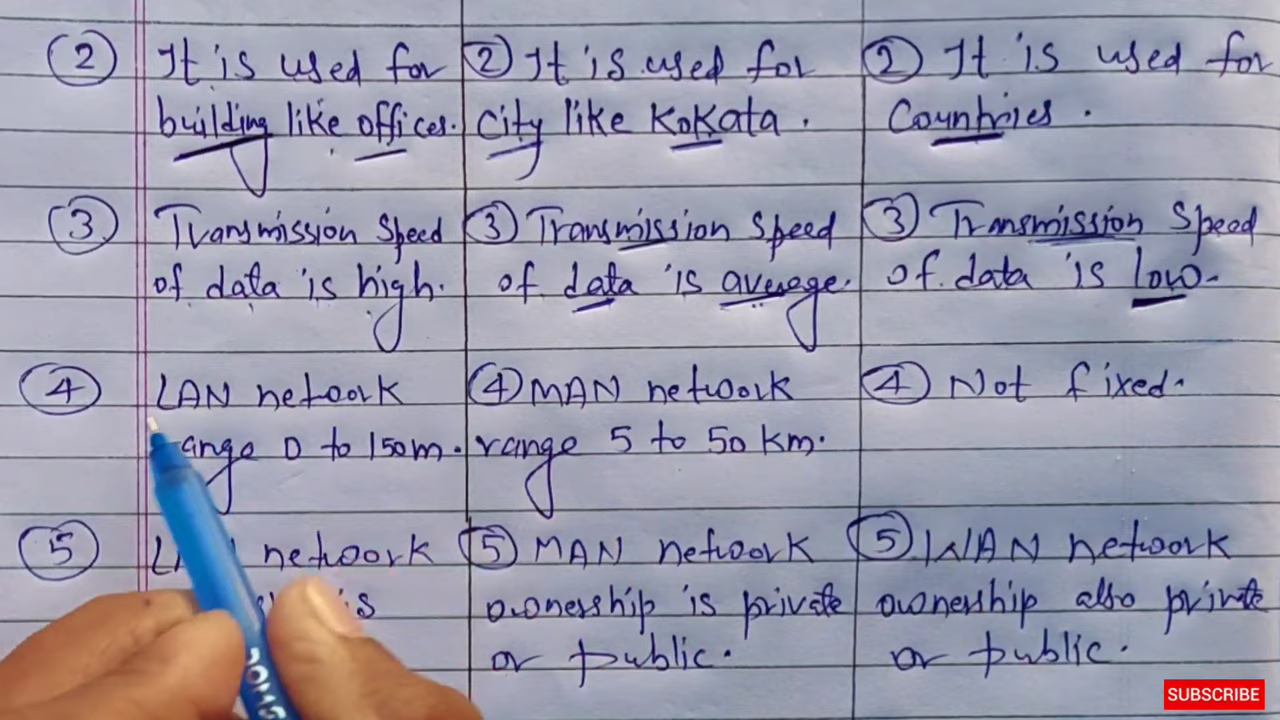 ② It is used for
building like offices.
② It is used for
city like KoKata.
② It is used for
Countries.
③ Transmission Speed
of data is high.
③ Transmission Speed
of data is average.
③ Transmission Speed
of data is low.
④ LAN network
range 0 to 150m.
④ MAN network
range 5 to 50 Km.
④ Not fixed.
⑤ LAN network
is
⑤ MAN network
ownership is private
or public.
⑤ WAN network
ownership also private
or public.
SUBSCRIBE